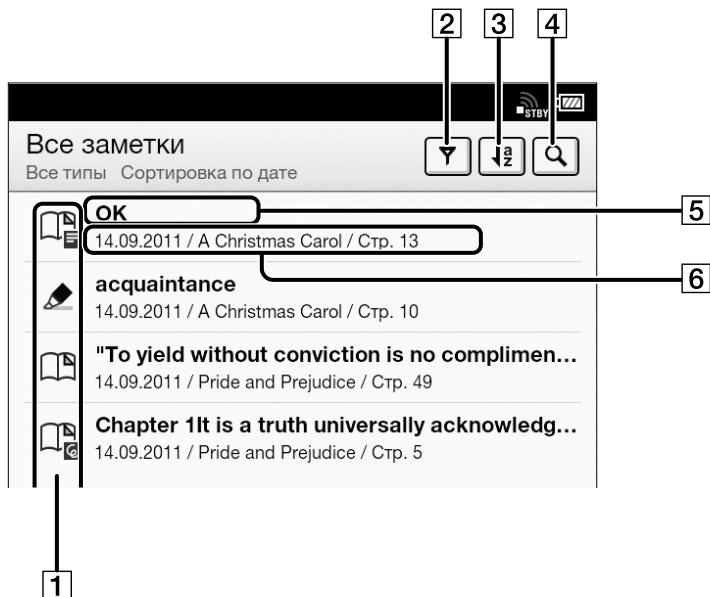 2 3 4
STBY
Все заметки
Все типы Сортировка по дате
a
z
OK
5
14.09.2011 / A Christmas Carol / Стр. 13
6
acquaintance
14.09.2011 / A Christmas Carol / Стр. 10
"To yield without conviction is no complimen...
14.09.2011 / Pride and Prejudice / Стр. 49
Chapter 1It is a truth universally acknowledg...
14.09.2011 / Pride and Prejudice / Стр. 5
1